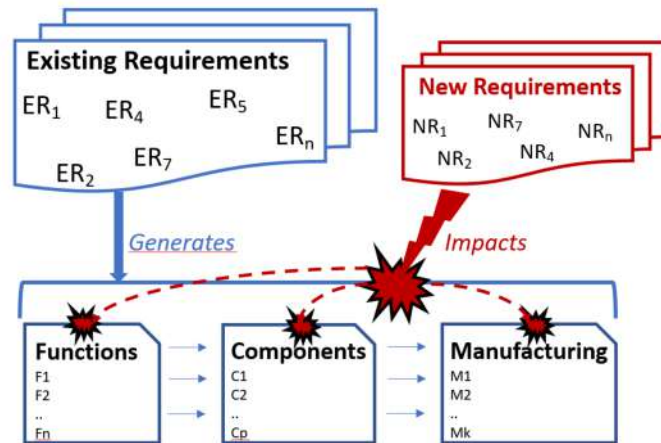 Existing Requirements
ER₁ ER₄ ER₅ ERₙ
ER₂ ER₇
New Requirements
NR₁ NR₇ NRₙ
NR₂ NR₄
Generates
Impacts
Functions
F1
F2
..
Fn
Components
C1
C2
..
Cp
Manufacturing
M1
M2
..
Mk